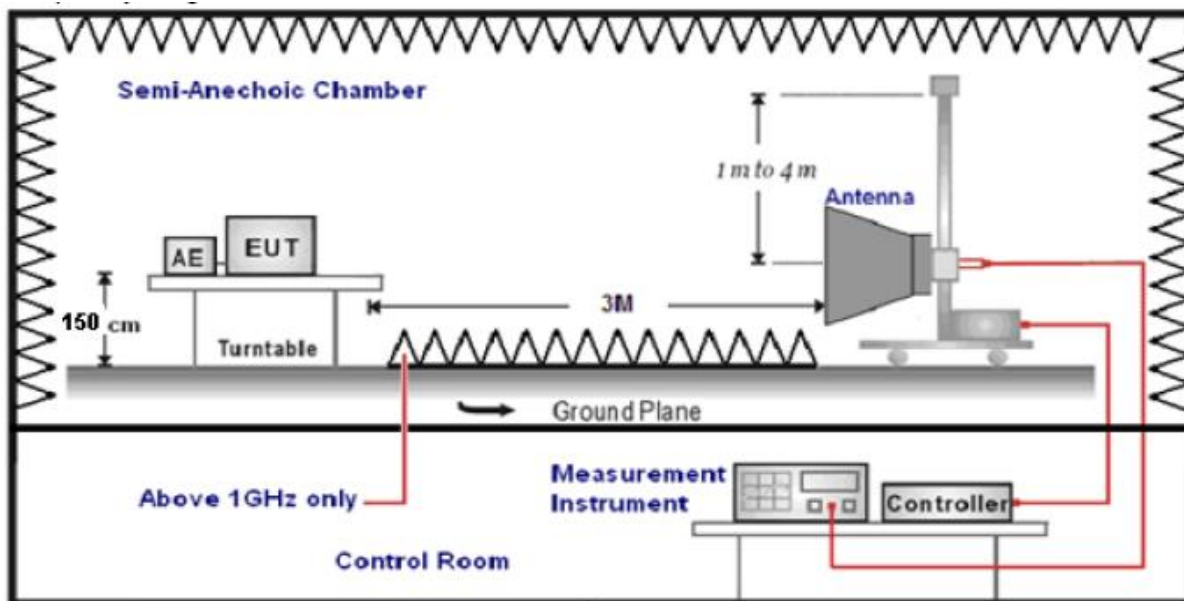 Semi-Anechoic Chamber
1 m to 4 m
Antenna
AE
EUT
150 cm
3M
Turntable
Ground Plane
Above 1GHz only
Measurement
Instrument
Controller
Control Room